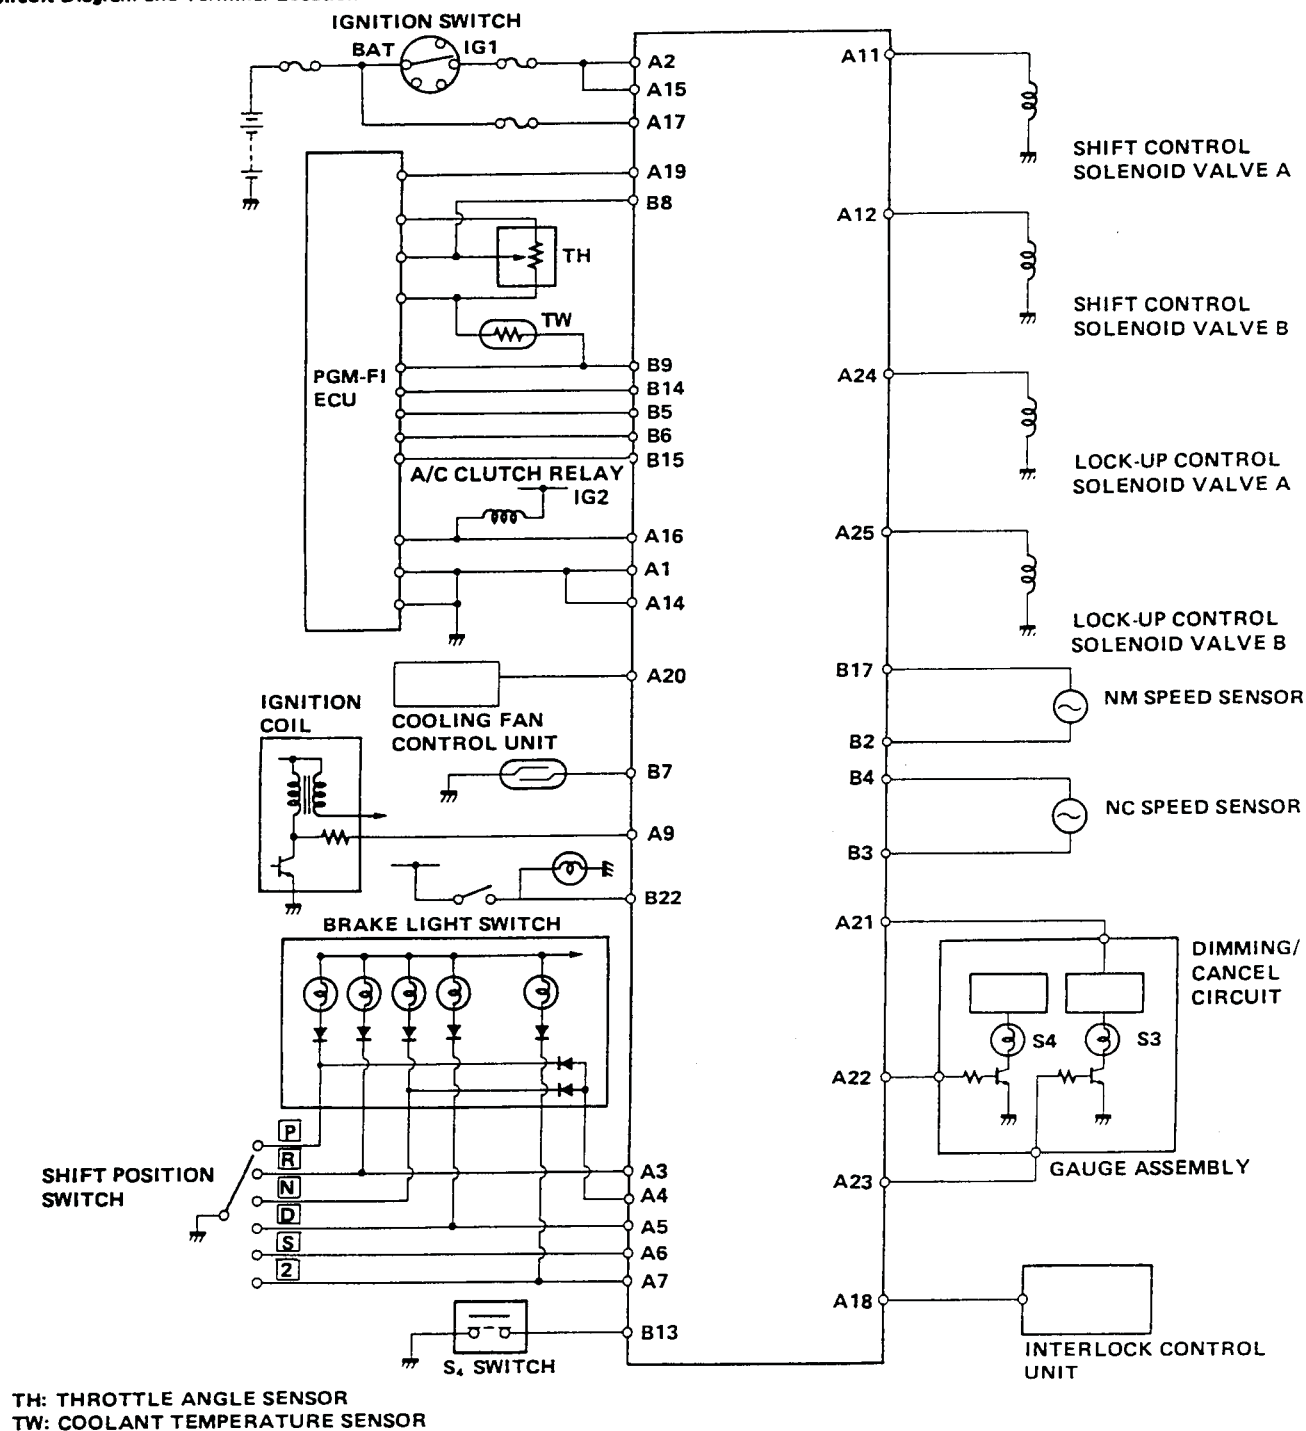 IGNITION SWITCH
BAT
IG1
A2
A15
A17
A19
B8
TH
TW
PGM-FI
ECU
B9
B14
B5
B6
B15
A/C CLUTCH RELAY
IG2
A16
A1
A14
A20
COOLING FAN
CONTROL UNIT
IGNITION
COIL
B7
A9
B22
BRAKE LIGHT SWITCH
SHIFT POSITION
SWITCH
P
R
N
D
S
2
A3
A4
A5
A6
A7
B13
S₄ SWITCH
A11
SHIFT CONTROL
SOLENOID VALVE A
A12
SHIFT CONTROL
SOLENOID VALVE B
A24
LOCK-UP CONTROL
SOLENOID VALVE A
A25
LOCK-UP CONTROL
SOLENOID VALVE B
B17
NM SPEED SENSOR
B2
B4
NC SPEED SENSOR
B3
A21
DIMMING/
CANCEL
CIRCUIT
S4
S3
A22
GAUGE ASSEMBLY
A23
A18
INTERLOCK CONTROL
UNIT
TH: THROTTLE ANGLE SENSOR
TW: COOLANT TEMPERATURE SENSOR